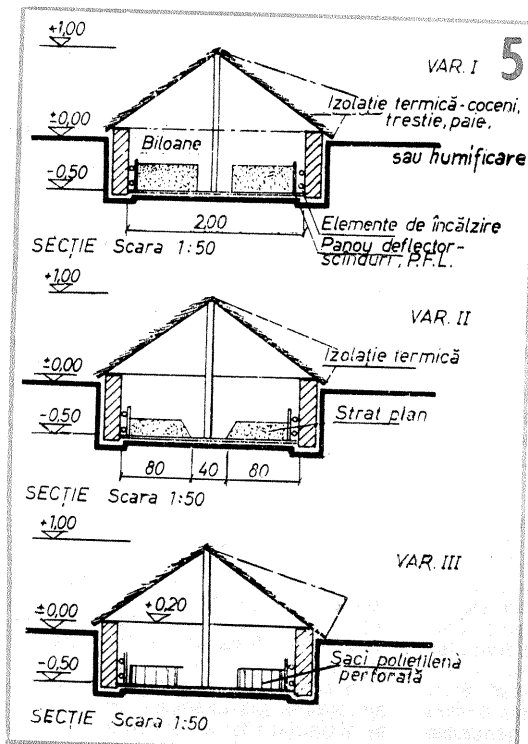 5
+1,00
VAR. I
Izolație termică-coceni,
trestie, paie,
sau humificare
±0,00
Biloane
-0,50
2,00
Elemente de încălzire
Panou deflector-
scînduri, P.F.L.
SECȚIE Scara 1:50
+1,00
VAR. II
Izolație termică
±0,00
-0,50
Strat plan
80 40 80
SECȚIE Scara 1:50
+1,00
VAR. III
±0,00
+0,20
-0,50
Saci polietilenă
perforată
SECȚIE Scara 1:50